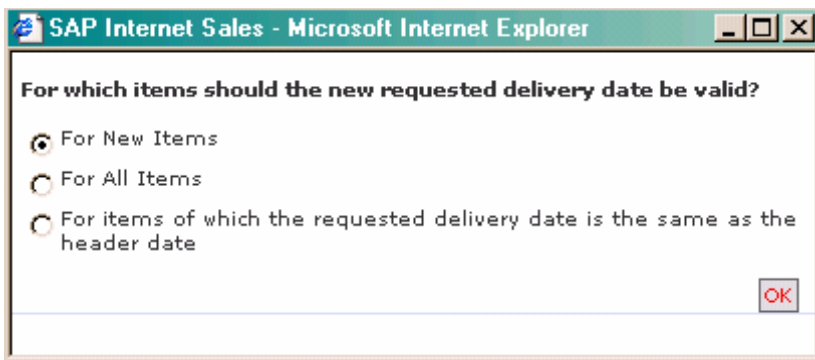 SAP Internet Sales - Microsoft Internet Explorer
For which items should the new requested delivery date be valid?
For New Items
For All Items
For items of which the requested delivery date is the same as the
header date
OK